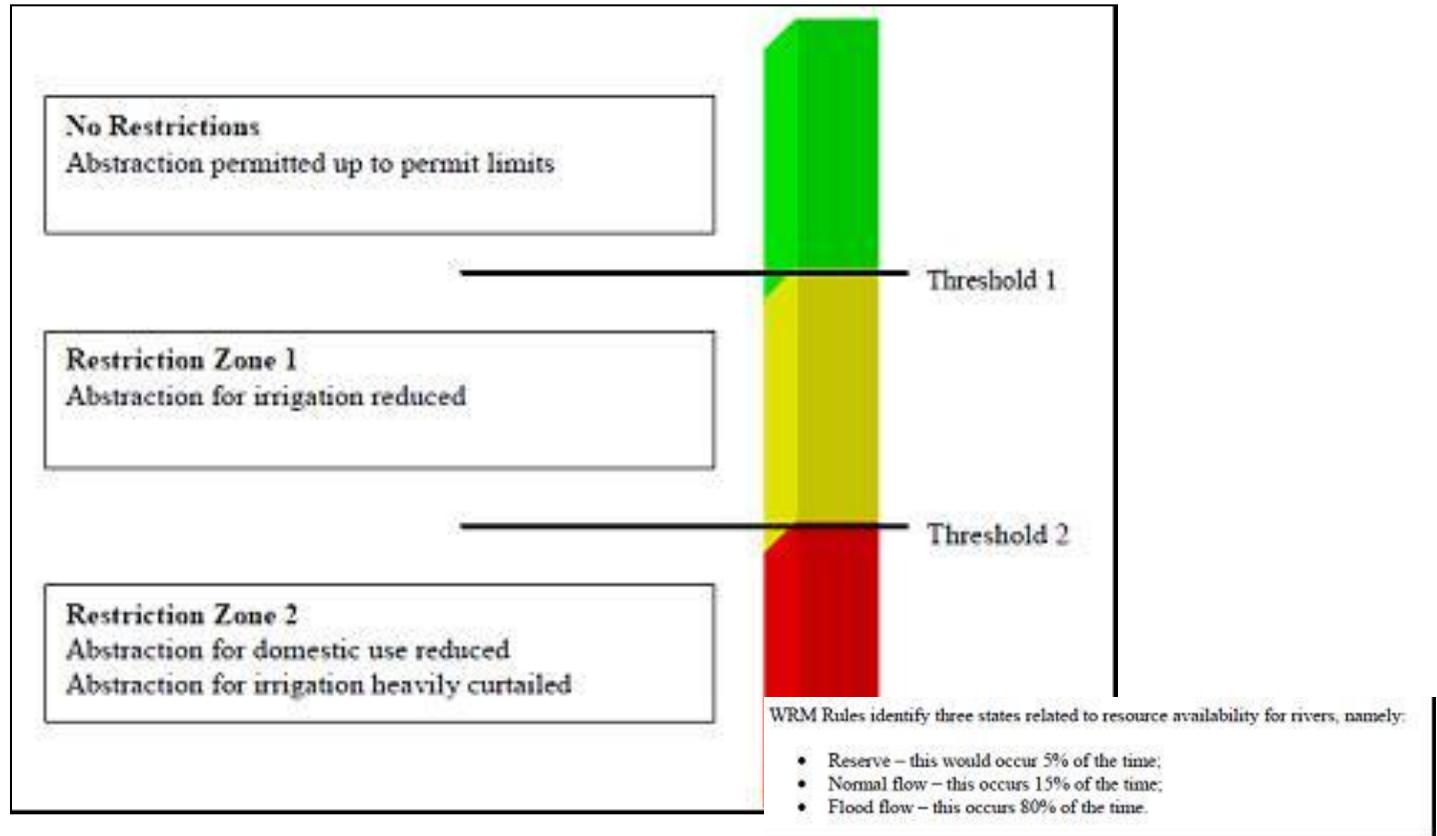 No Restrictions
Abstraction permitted up to permit limits
Threshold 1
Restriction Zone 1
Abstraction for irrigation reduced
Threshold 2
Restriction Zone 2
Abstraction for domestic use reduced
Abstraction for irrigation heavily curtailed
WRM Rules identify three states related to resource availability for rivers, namely:
• Reserve – this would occur 5% of the time;
• Normal flow – this occurs 15% of the time;
• Flood flow – this occurs 80% of the time.